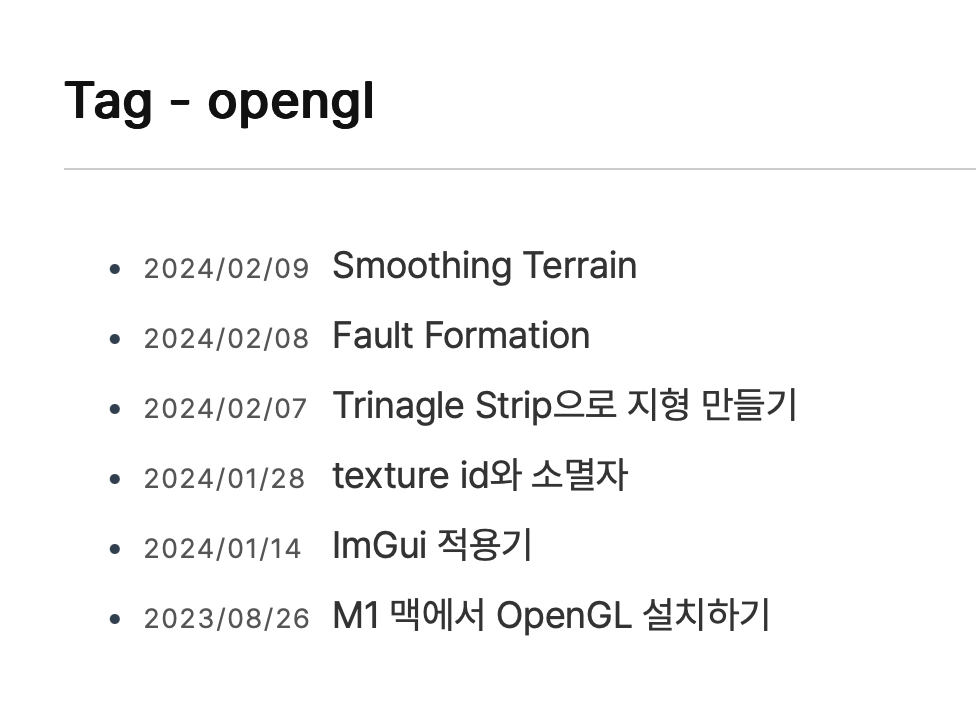 Tag - opengl
2024/02/09 Smoothing Terrain
2024/02/08 Fault Formation
2024/02/07 Trinagle Strip으로 지형 만들기
2024/01/28 texture id와 소멸자
2024/01/14 ImGui 적용기
2023/08/26 M1 맥에서 OpenGL 설치하기